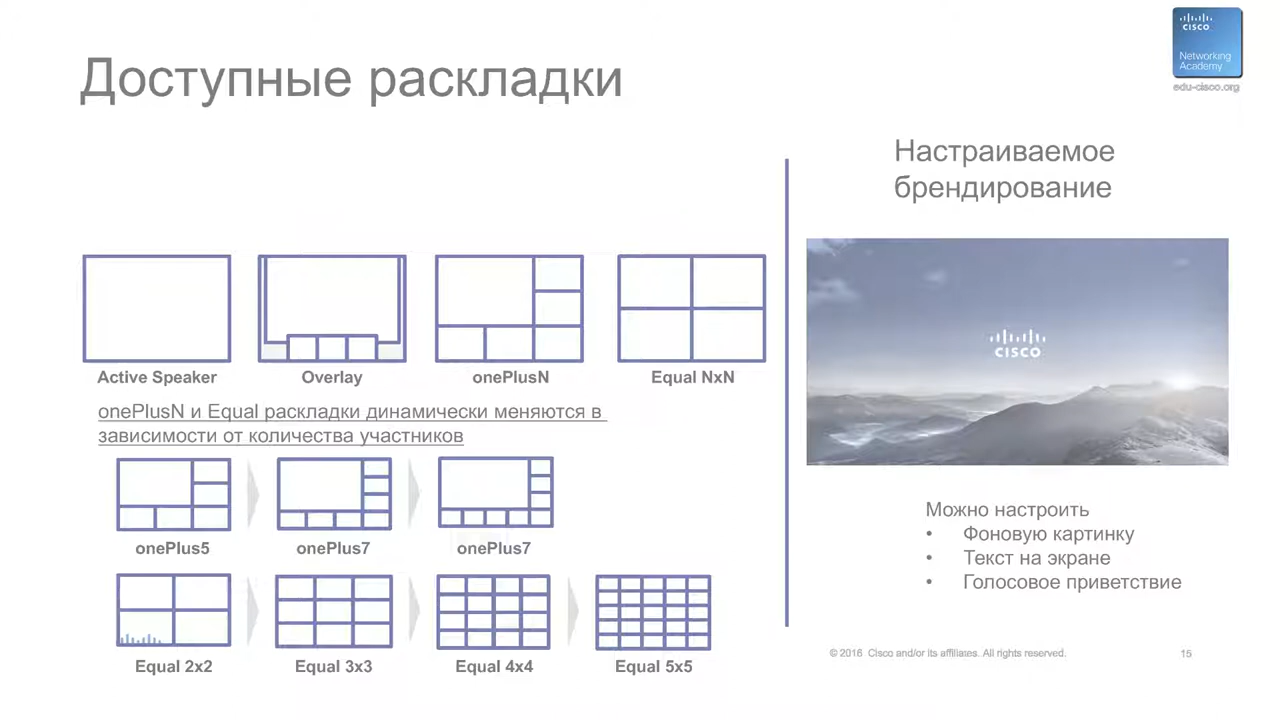 Доступные раскладки
CISCO
Networking
Academy
edu-cisco.org
Active Speaker
Overlay
onePlusN
Equal NxN
onePlusN и Equal раскладки динамически меняются в
зависимости от количества участников
onePlus5
onePlus7
onePlus7
Equal 2x2
Equal 3x3
Equal 4x4
Equal 5x5
Настраиваемое
брендирование
CISCO
Можно настроить
• Фоновую картинку
• Текст на экране
• Голосовое приветствие
© 2016 Cisco and/or its affiliates. All rights reserved.
15